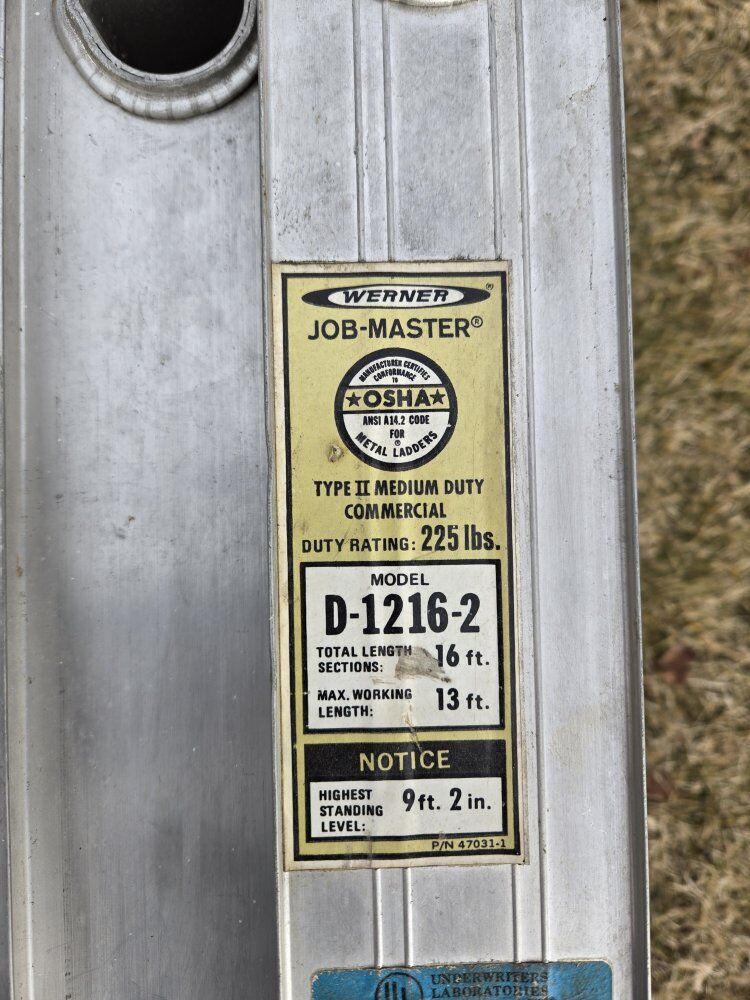 WERNER®
JOB-MASTER®
MANUFACTURER CERTIFIES
CONFORMANCE
TO
★OSHA★
ANSI A14.2 CODE
FOR
®
METAL LADDERS
TYPE II MEDIUM DUTY
COMMERCIAL
DUTY RATING: 225 lbs.
MODEL
D-1216-2
TOTAL LENGTH
SECTIONS: 16 ft.
MAX. WORKING
LENGTH: 13 ft.
NOTICE
HIGHEST
STANDING
LEVEL: 9 ft. 2 in.
P/N 47031-1
UL
UNDERWRITERS
LABORATORIES